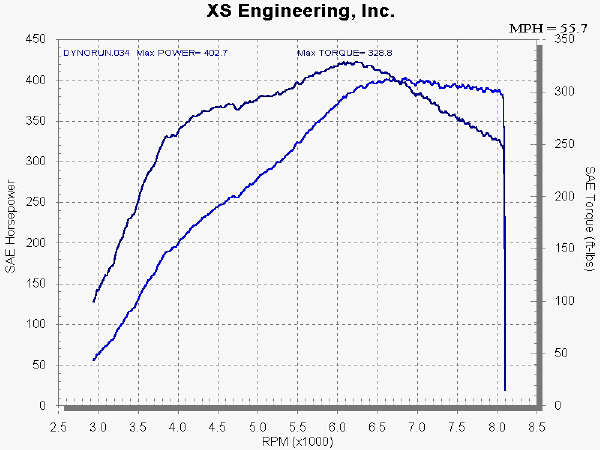 XS Engineering, Inc.
MPH = 55.7
DYNORUN.034 Max POWER= 402.7 Max TORQUE= 328.8
SAE Horsepower
450
400
350
300
250
200
150
100
50
0
350
300
250
200
150
100
50
0
SAE Torque (ft-lbs)
2.5 3.0 3.5 4.0 4.5 5.0 5.5 6.0 6.5 7.0 7.5 8.0 8.5
RPM (x1000)